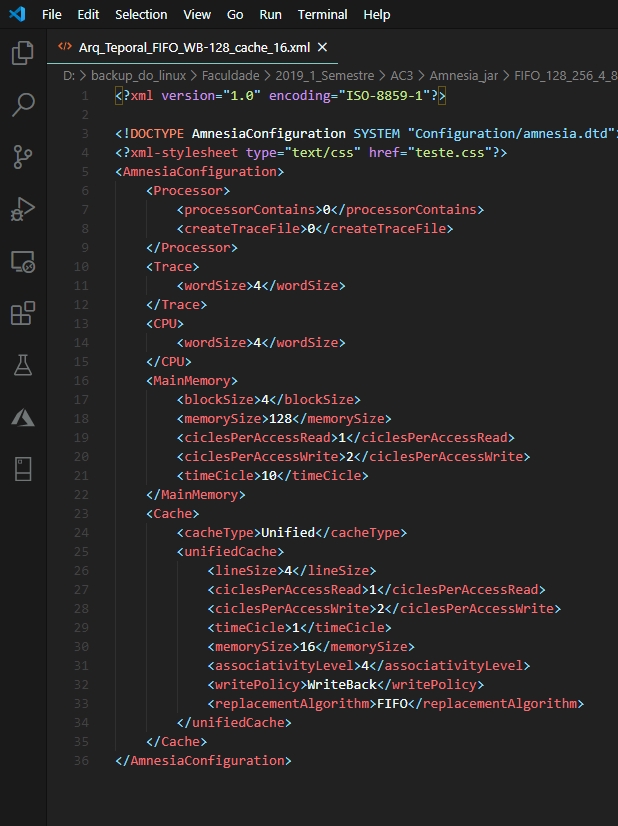 File Edit Selection View Go Run Terminal Help
Arq_Teporal_FIFO_WB-128_cache_16.xml
D: > backup_do_linux > Faculdade > 2019_1_Semestre > AC3 > Amnesia_jar > FIFO_128_256_4_8
1 <?xml version="1.0" encoding="ISO-8859-1"?>
2
3 <!DOCTYPE AmnesiaConfiguration SYSTEM "Configuration/amnesia.dtd">
4 <?xml-stylesheet type="text/css" href="teste.css"?>
5 <AmnesiaConfiguration>
6 <Processor>
7 <processorContains>0</processorContains>
8 <createTraceFile>0</createTraceFile>
9 </Processor>
10 <Trace>
11 <wordSize>4</wordSize>
12 </Trace>
13 <CPU>
14 <wordSize>4</wordSize>
15 </CPU>
16 <MainMemory>
17 <blockSize>4</blockSize>
18 <memorySize>128</memorySize>
19 <ciclesPerAccessRead>1</ciclesPerAccessRead>
20 <ciclesPerAccessWrite>2</ciclesPerAccessWrite>
21 <timeCicle>10</timeCicle>
22 </MainMemory>
23 <Cache>
24 <cacheType>Unified</cacheType>
25 <unifiedCache>
26 <lineSize>4</lineSize>
27 <ciclesPerAccessRead>1</ciclesPerAccessRead>
28 <ciclesPerAccessWrite>2</ciclesPerAccessWrite>
29 <timeCicle>1</timeCicle>
30 <memorySize>16</memorySize>
31 <associativityLevel>4</associativityLevel>
32 <writePolicy>WriteBack</writePolicy>
33 <replacementAlgorithm>FIFO</replacementAlgorithm>
34 </unifiedCache>
35 </Cache>
36 </AmnesiaConfiguration>